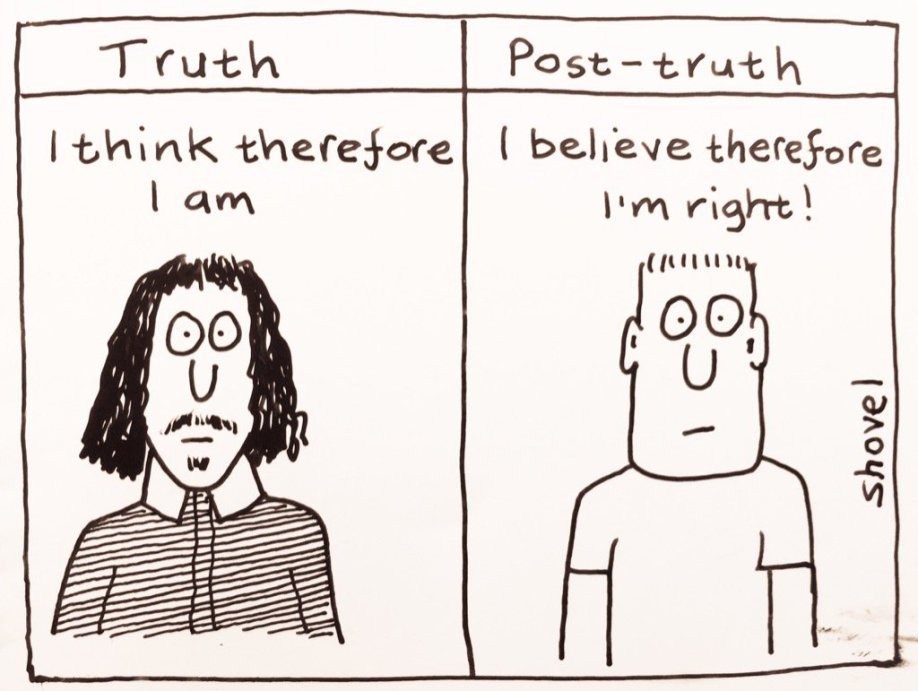 Truth
I think therefore
I am
Post-truth
I believe therefore
I'm right!
shovel